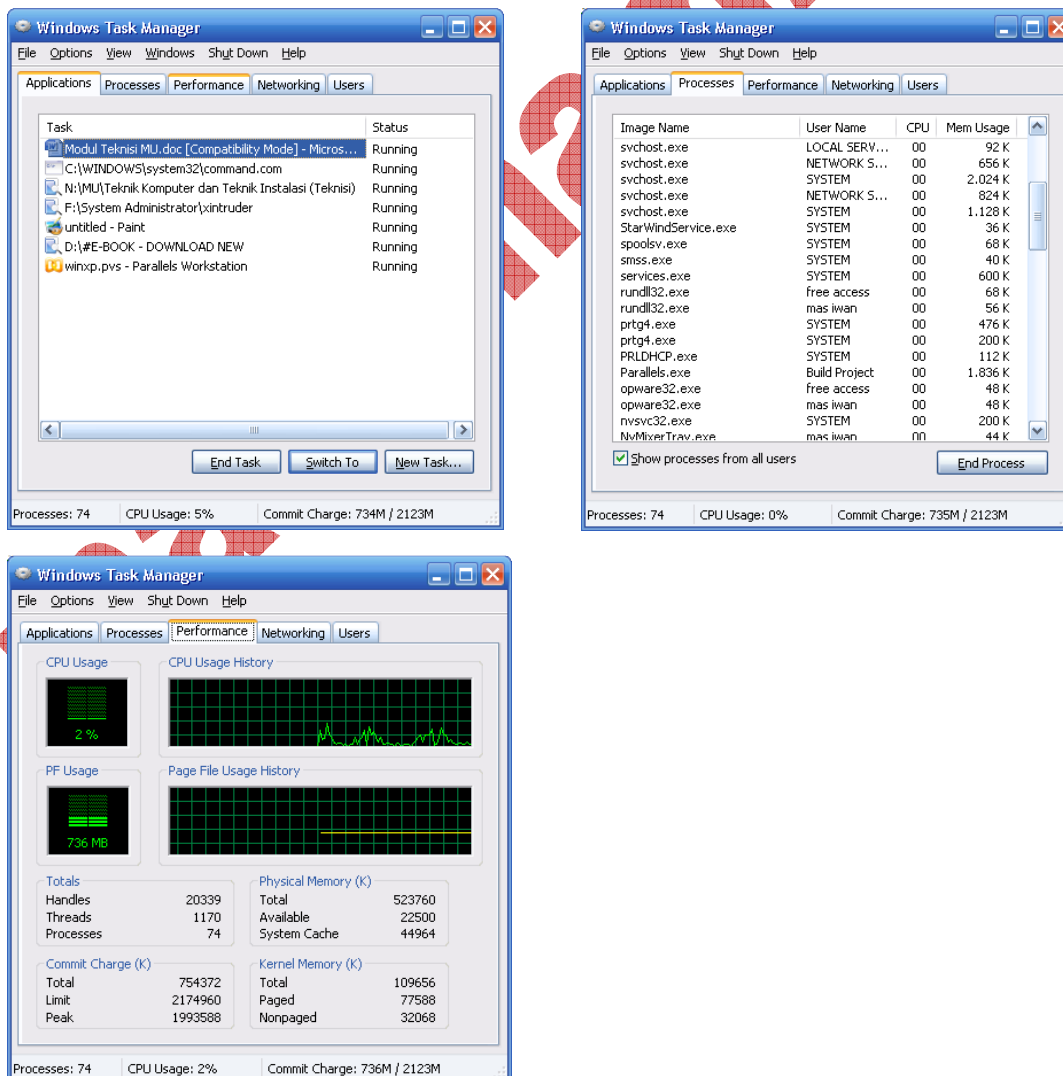 Windows Task Manager
File Options View Windows Shut Down Help
Applications Processes Performance Networking Users
Task Status
Modul Teknisi MU.doc [Compatibility Mode] - Micros... Running
C:\WINDOWS\system32\command.com Running
N:\MU\Teknik Komputer dan Teknik Instalasi (Teknisi) Running
F:\System Administrator\xintruder Running
untitled - Paint Running
D:\#E-BOOK - DOWNLOAD NEW Running
winxp.pvs - Parallels Workstation Running
End Task Switch To New Task...
Processes: 74 CPU Usage: 5% Commit Charge: 734M / 2123M
Windows Task Manager
File Options View Shut Down Help
Applications Processes Performance Networking Users
Image Name User Name CPU Mem Usage
svchost.exe LOCAL SERV... 00 92 K
svchost.exe NETWORK S... 00 656 K
svchost.exe SYSTEM 00 2.024 K
svchost.exe NETWORK S... 00 824 K
svchost.exe SYSTEM 00 1.128 K
StarWindService.exe SYSTEM 00 36 K
spoolsv.exe SYSTEM 00 68 K
smss.exe SYSTEM 00 40 K
services.exe SYSTEM 00 600 K
rundll32.exe free access 00 68 K
rundll32.exe mas iwan 00 56 K
prtg4.exe SYSTEM 00 476 K
prtg4.exe SYSTEM 00 200 K
PRLDHCP.exe SYSTEM 00 112 K
Parallels.exe Build Project 00 1.836 K
opware32.exe free access 00 48 K
opware32.exe mas iwan 00 48 K
nvsvc32.exe SYSTEM 00 200 K
NvMixerTray.exe mas iwan 00 44 K
Show processes from all users
End Process
Processes: 74 CPU Usage: 0% Commit Charge: 735M / 2123M
Windows Task Manager
File Options View Shut Down Help
Applications Processes Performance Networking Users
CPU Usage CPU Usage History
2 %
PF Usage Page File Usage History
736 MB
Totals Physical Memory (K)
Handles 20339 Total 523760
Threads 1170 Available 22500
Processes 74 System Cache 44964
Commit Charge (K) Kernel Memory (K)
Total 754372 Total 109656
Limit 2174960 Paged 77588
Peak 1993588 Nonpaged 32068
Processes: 74 CPU Usage: 2% Commit Charge: 736M / 2123M